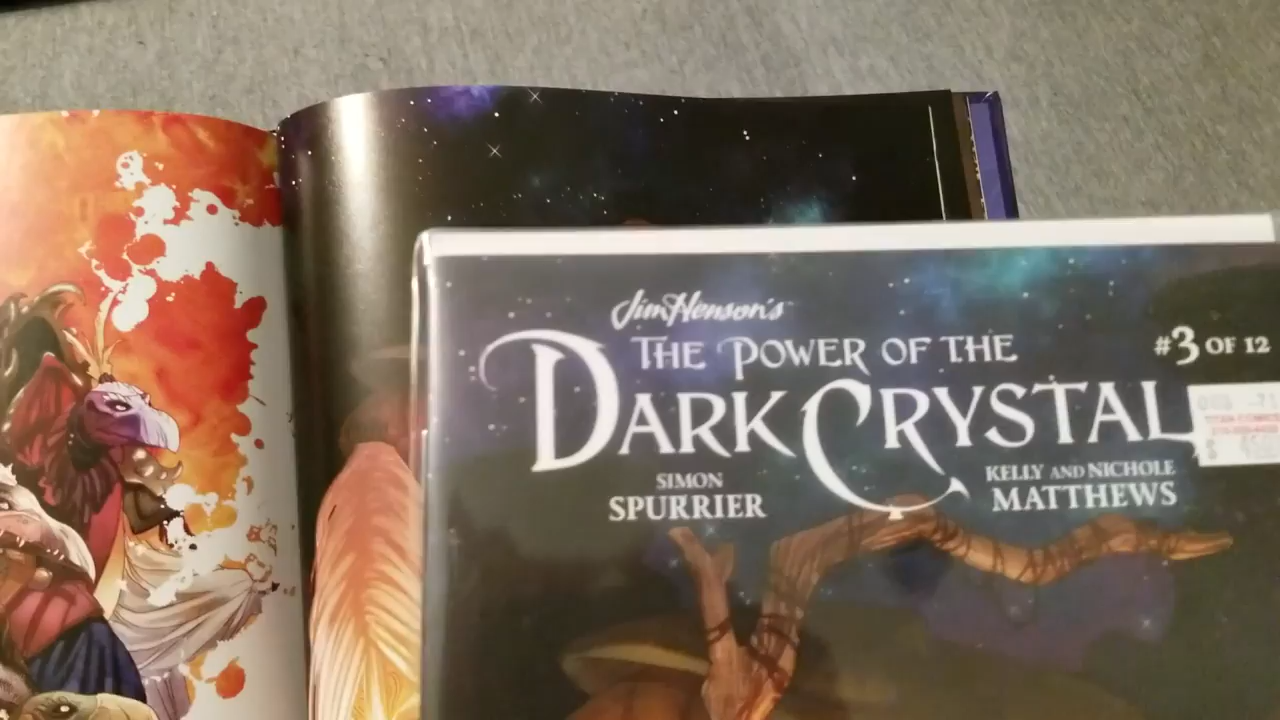 Jim Henson's
THE POWER OF THE
DARK CRYSTAL
#3 OF 12
SIMON
SPURRIER
KELLY AND NICHOLE
MATTHEWS